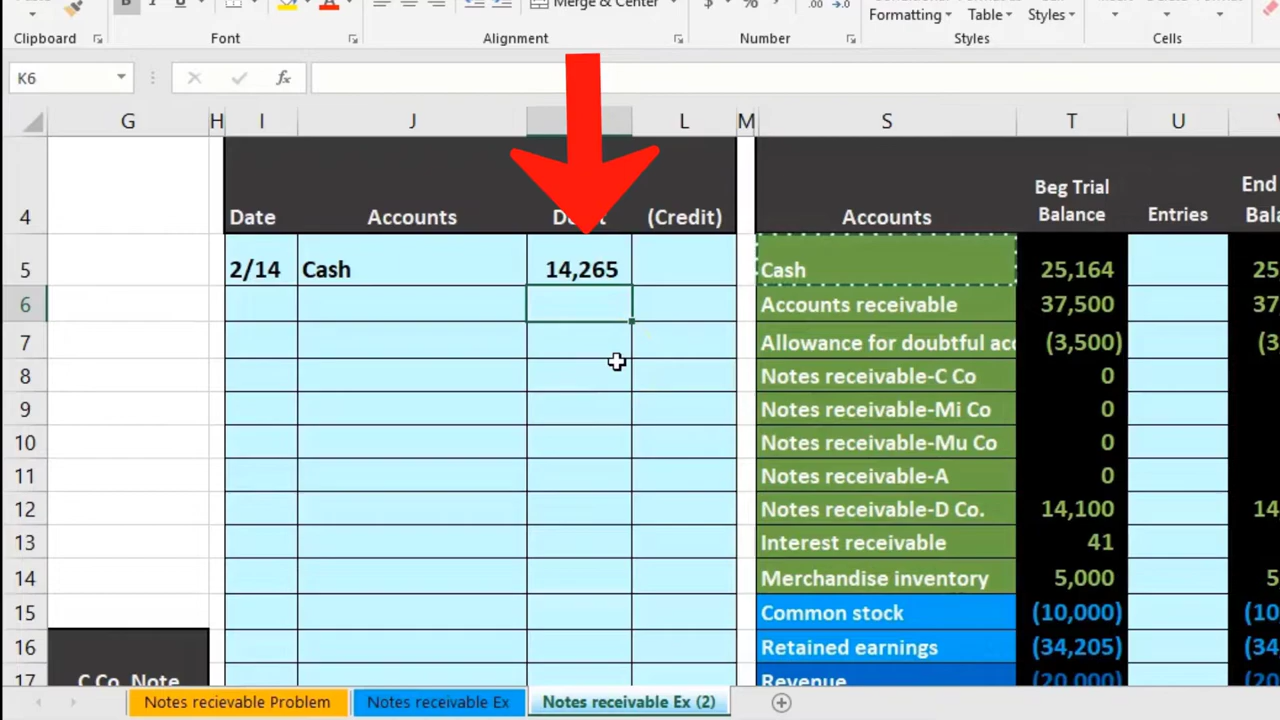 Merge & Center
Formatting Table Styles
Clipboard Font Alignment Number Styles Cells
K6 fx
G H I J L M S T U
4 Date Accounts (Credit) Accounts Beg Trial Balance Entries End
5 2/14 Cash 14,265 Cash 25,164 25
6 Accounts receivable 37,500 37
7 Allowance for doubtful acc (3,500) (3
8 Notes receivable-C Co 0
9 Notes receivable-Mi Co 0
10 Notes receivable-Mu Co 0
11 Notes receivable-A 0
12 Notes receivable-D Co. 14,100 14
13 Interest receivable 41
14 Merchandise inventory 5,000 5
15 Common stock (10,000) (10
16 Retained earnings (34,205) (34
17 C Co. Note Revenue (20,000) (20
Notes recievable Problem Notes receivable Ex Notes receivable Ex (2)